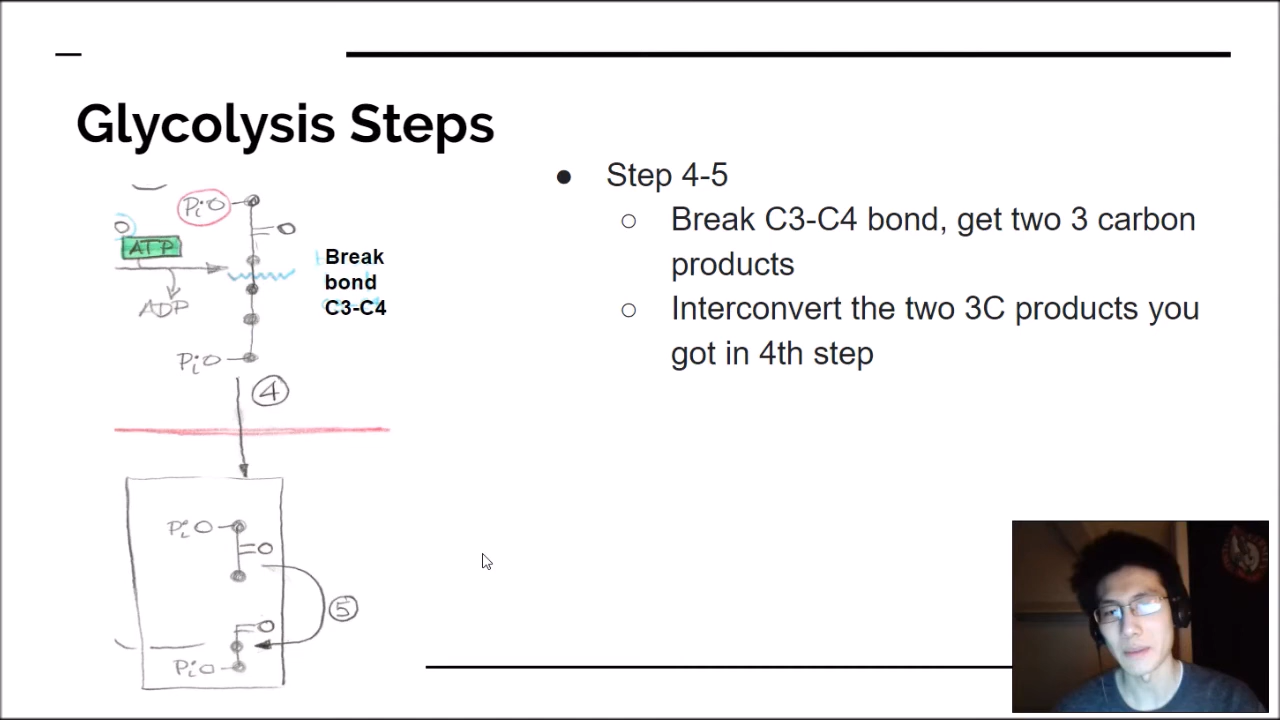 Glycolysis Steps
PiO
O
O
ATP
ADP
Break
bond
C3-C4
PiO
4
PiO
O
5
O
PiO
● Step 4-5
○ Break C3-C4 bond, get two 3 carbon
products
○ Interconvert the two 3C products you
got in 4th step